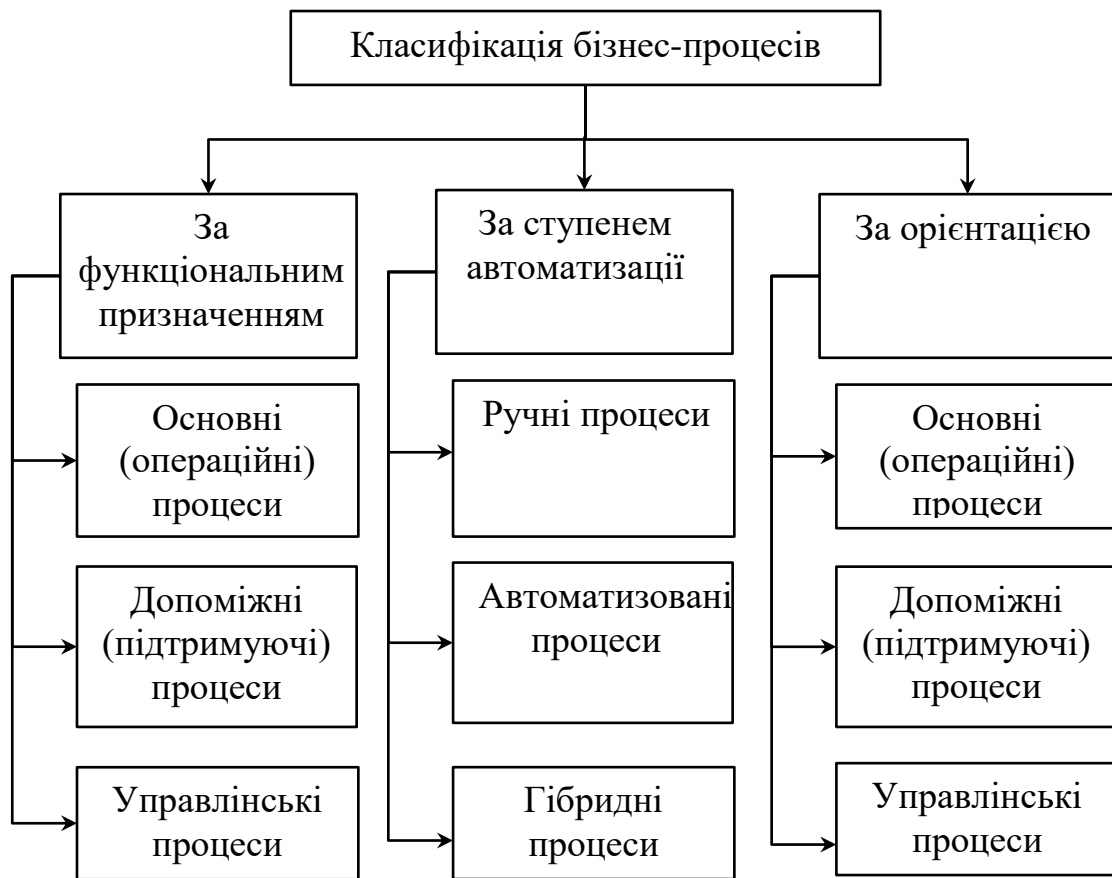 Класифікація бізнес-процесів
За
функціональним
призначенням
За ступенем
автоматизації
За орієнтацією
Основні
(операційні)
процеси
Ручні процеси
Основні
(операційні)
процеси
Допоміжні
(підтримуючі)
процеси
Автоматизовані
процеси
Допоміжні
(підтримуючі)
процеси
Управлінські
процеси
Гібридні
процеси
Управлінські
процеси